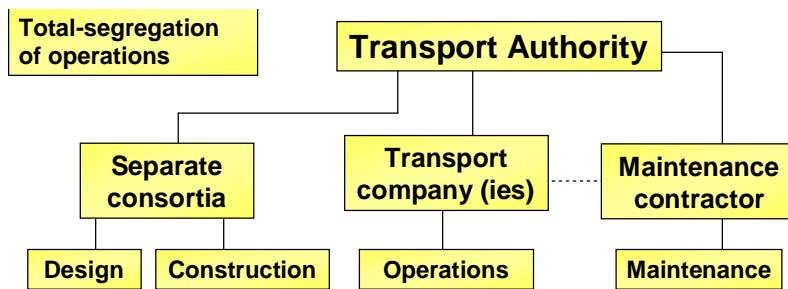 Total-segregation
of operations
Transport Authority
Separate
consortia
Transport
company (ies)
Maintenance
contractor
Design
Construction
Operations
Maintenance